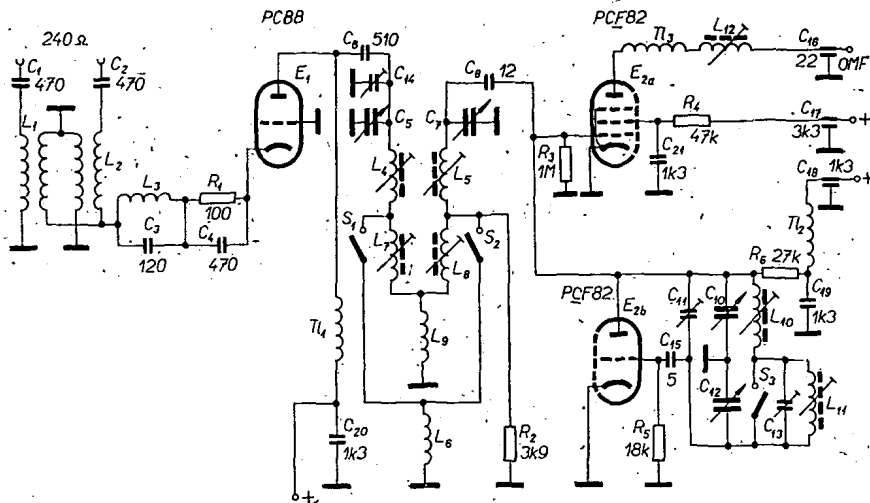 PC88
PCF82
240 Ω
C1 470
C2 470
L1
L2
L3
R1 100
C3 120
C4 470
E1
C6 510
C14
C5
C7
C8 12
L4
L5
S1
S2
L7
L8
L9
L6
Tl1
C20 1k3
+
R2 3k9
E2a
Tl3
L12
C16 22
OMF
R4 47k
C17 3k3
+
R3 1M
C21 1k3
C18 1k3
+
Tl2
R6 27k
C19 1k3
PCF82
E2b
C15 5
R5 18k
C11
C10
L10
C12
S3
C13
L11